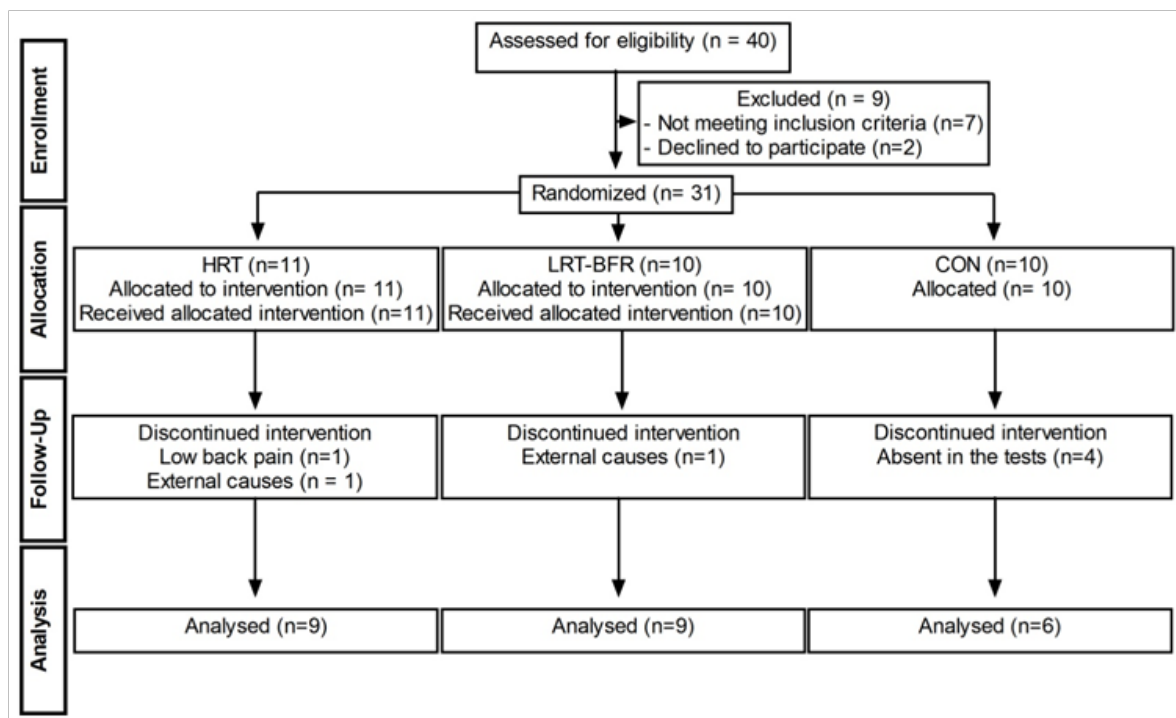 Enrollment
Assessed for eligibility (n = 40)
Excluded (n = 9)
- Not meeting inclusion criteria (n=7)
- Declined to participate (n=2)
Randomized (n= 31)
Allocation
HRT (n=11)
Allocated to intervention (n= 11)
Received allocated intervention (n=11)
LRT-BFR (n=10)
Allocated to intervention (n= 10)
Received allocated intervention (n=10)
CON (n=10)
Allocated (n= 10)
Follow-Up
Discontinued intervention
Low back pain (n=1)
External causes (n = 1)
Discontinued intervention
External causes (n=1)
Discontinued intervention
Absent in the tests (n=4)
Analysis
Analysed (n=9)
Analysed (n=9)
Analysed (n=6)